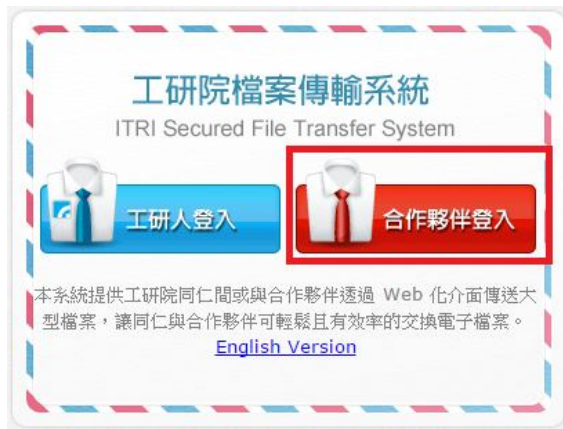 工研院檔案傳輸系統
ITRI Secured File Transfer System
工研人登入
合作夥伴登入
本系統提供工研院同仁間或與合作夥伴透過 Web 化介面傳送大
型檔案，讓同仁與合作夥伴可輕鬆且有效率的交換電子檔案。
English Version